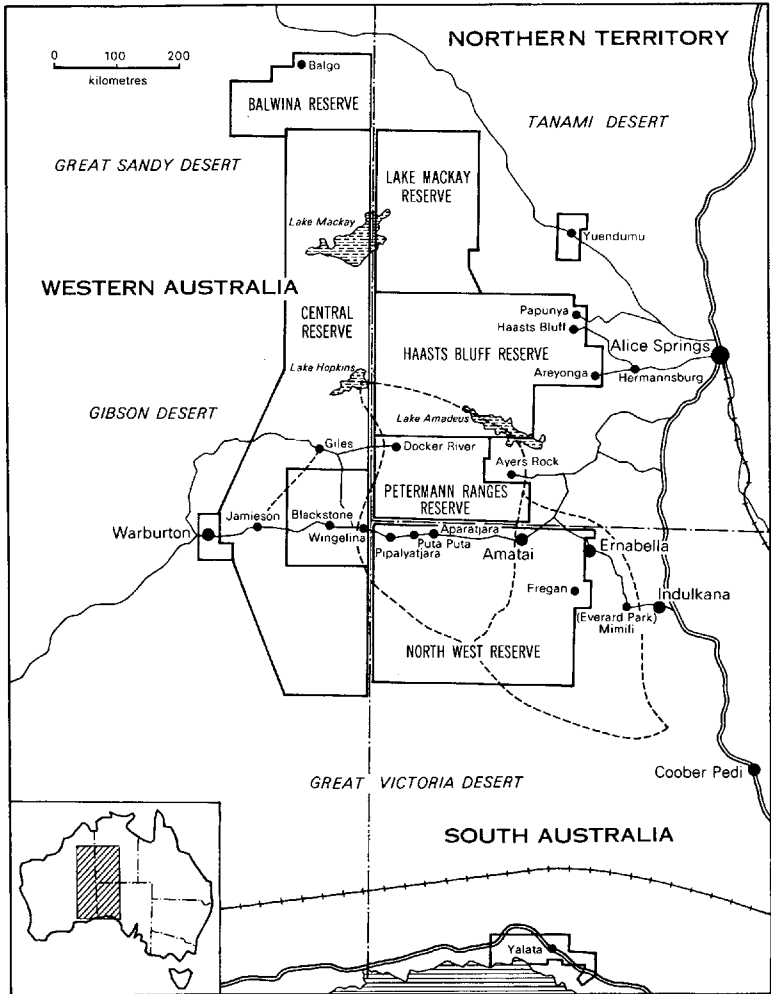 NORTHERN TERRITORY
0 100 200
kilometres
Balgo
BALWINA RESERVE
TANAMI DESERT
GREAT SANDY DESERT
LAKE MACKAY
RESERVE
Lake Mackay
Yuendumu
WESTERN AUSTRALIA
CENTRAL
RESERVE
Papunya
Haasts Bluff
Alice Springs
HAASTS BLUFF RESERVE
Lake Hopkins
Areyonga
Hermannsburg
GIBSON DESERT
Lake Amadeus
Giles
Docker River
Ayers Rock
PETERMANN RANGES
RESERVE
Jamieson
Blackstone
Warburton
Wingelina
Aparatjara
Puta Puta
Pipalyatjara
Amatai
Ernabella
Fregan
Indulkana
(Everard Park)
Mimili
NORTH WEST RESERVE
Coober Pedi
GREAT VICTORIA DESERT
SOUTH AUSTRALIA
Yalata